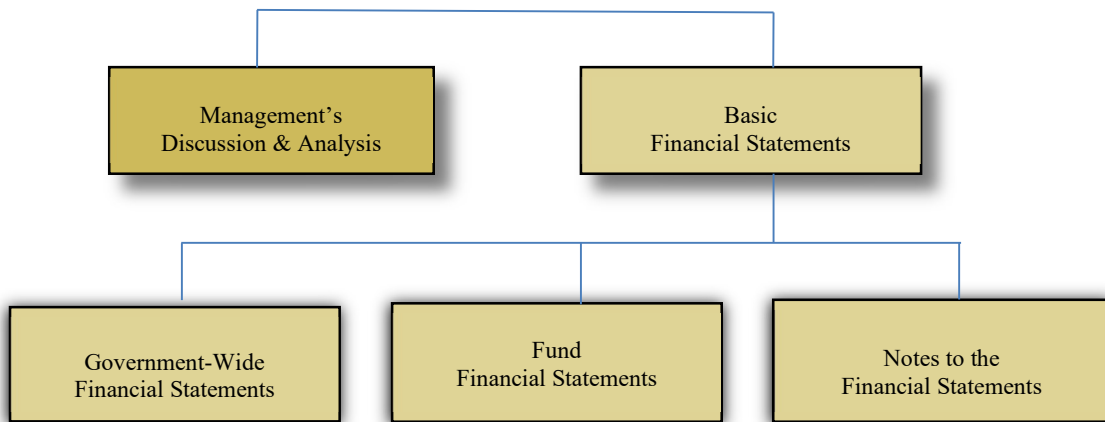 Management’s
Discussion & Analysis
Basic
Financial Statements
Government-Wide
Financial Statements
Fund
Financial Statements
Notes to the
Financial Statements